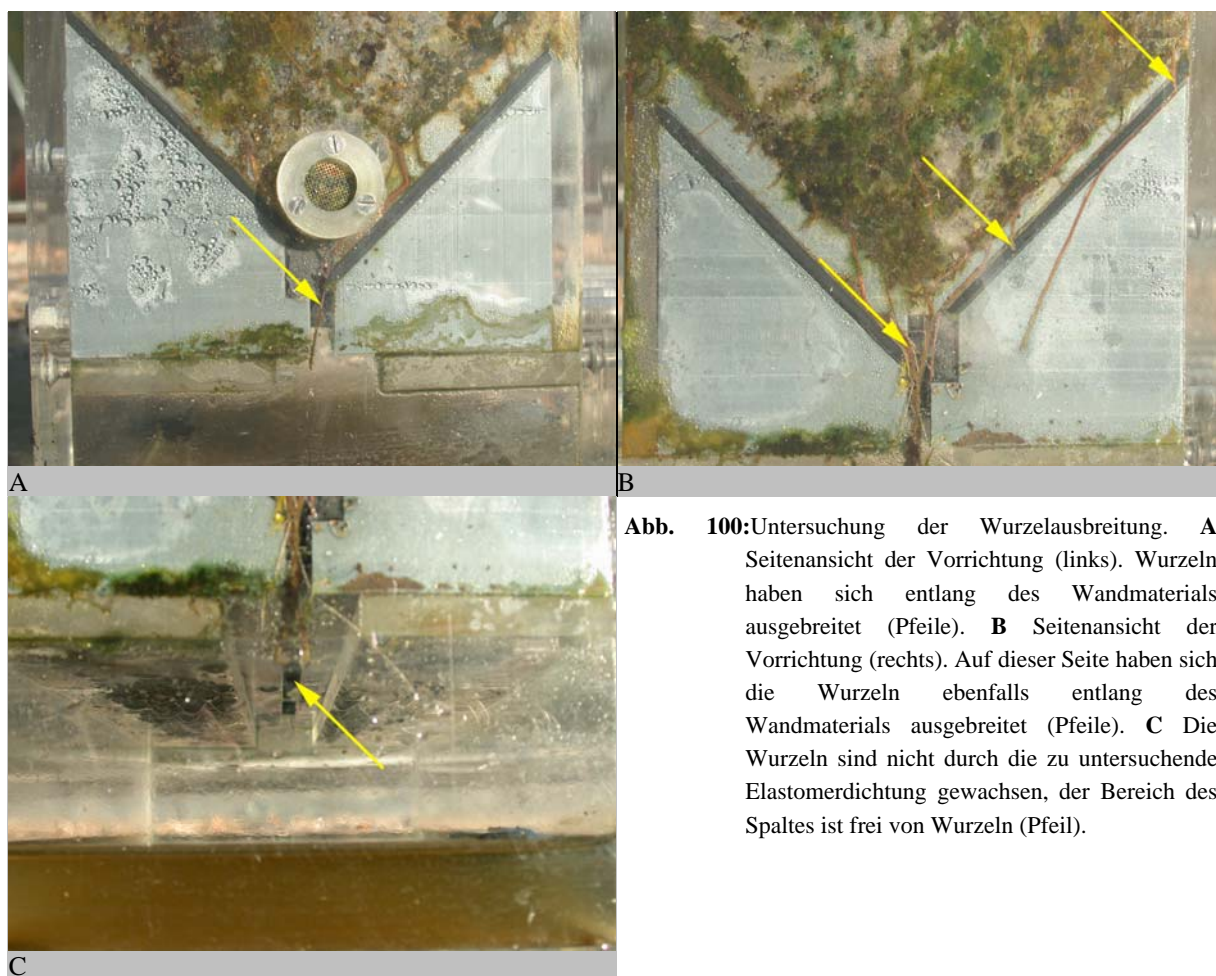 A
B
C
Abb. 100:Untersuchung der Wurzelausbreitung. A
Seitenansicht der Vorrichtung (links). Wurzeln
haben sich entlang des Wandmaterials
ausgebreitet (Pfeile). B Seitenansicht der
Vorrichtung (rechts). Auf dieser Seite haben sich
die Wurzeln ebenfalls entlang des
Wandmaterials ausgebreitet (Pfeile). C Die
Wurzeln sind nicht durch die zu untersuchende
Elastomerdichtung gewachsen, der Bereich des
Spaltes ist frei von Wurzeln (Pfeil).